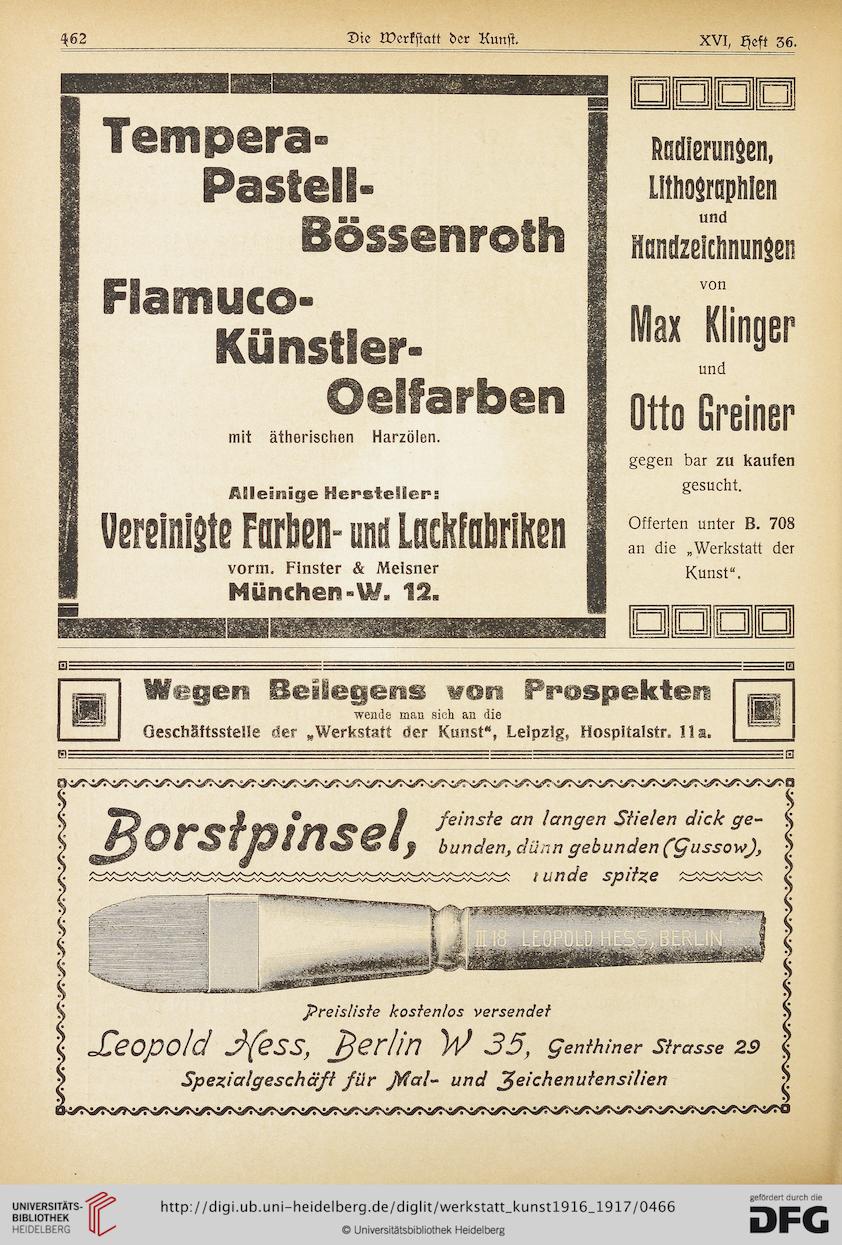 462
Die Werkstatt der Kunst.
XVI, Heft 36.
Tempera-
Pastell-
Bössenroth
Flamuco-
Künstler-
Oelfarben
mit ätherischen Harzölen.
Alleinige Hersteller:
Vereinigte Farben- und Lackfabriken
vorm. Finster & Meisner
München-W. 12.
Radierungen,
Lithographien
und
Handzeichnungen
von
Max Klinger
und
Otto Greiner
gegen bar zu kaufen
gesucht.
Offerten unter B. 708
an die „Werkstatt der
Kunst“.
Wegen Beilegens von Prospekten
wende man sich an die
Geschäftsstelle der „Werkstatt der Kunst“, Leipzig, Hospitalstr. 11a.
Borstpinsel,
feinste an langen Stielen dick ge-
bunden, dünn gebunden (Gussow),
runde spitze
III 18 LEOPOLD HESS, BERLIN
Preisliste kostenlos versendet
Leopold Hess, Berlin W 35, Genthiner Strasse 29
Spezialgeschäft für Mal- und Zeichenutensilien
UNIVERSITÄTS-
BIBLIOTHEK
HEIDELBERG
http://digi.ub.uni-heidelberg.de/diglit/werkstatt_kunst1916_1917/0466
© Universitätsbibliothek Heidelberg
gefördert durch die
DFG